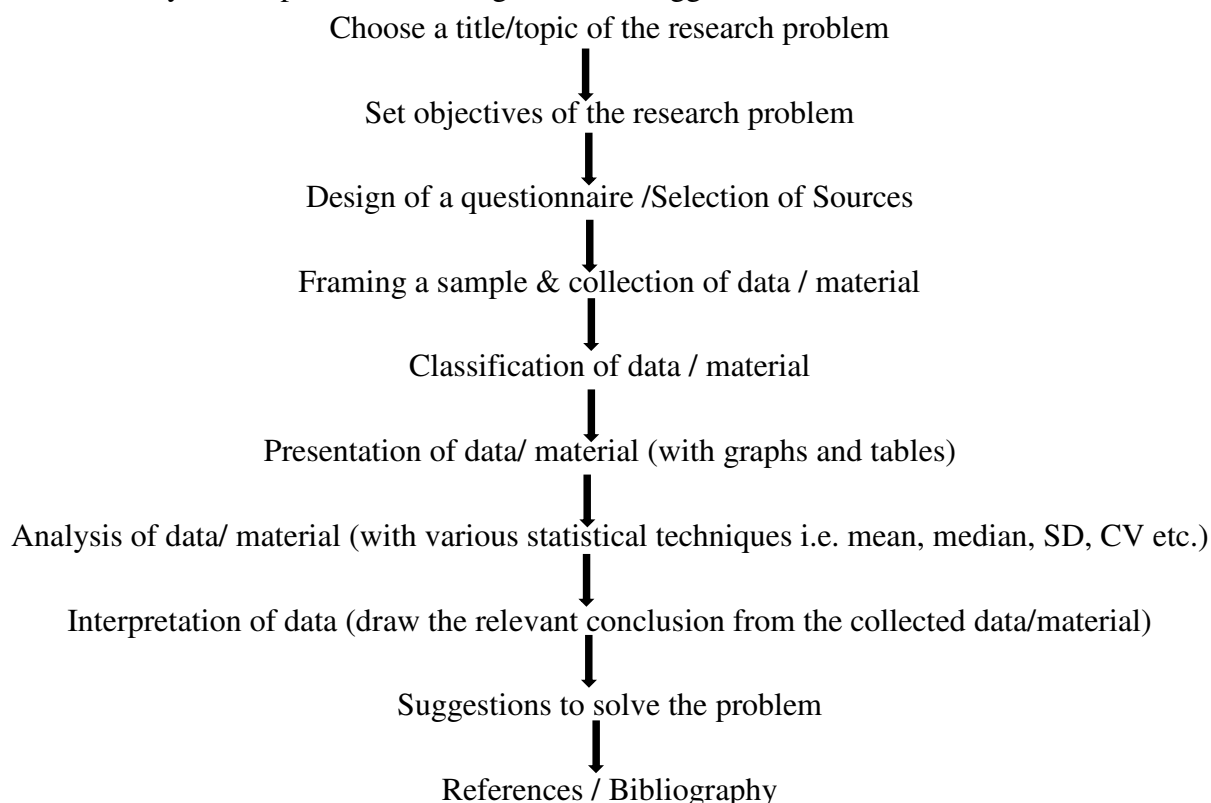 Choose a title/topic of the research problem
Set objectives of the research problem
Design of a questionnaire /Selection of Sources
Framing a sample & collection of data / material
Classification of data / material
Presentation of data/ material (with graphs and tables)
Analysis of data/ material (with various statistical techniques i.e. mean, median, SD, CV etc.)
Interpretation of data (draw the relevant conclusion from the collected data/material)
Suggestions to solve the problem
References / Bibliography